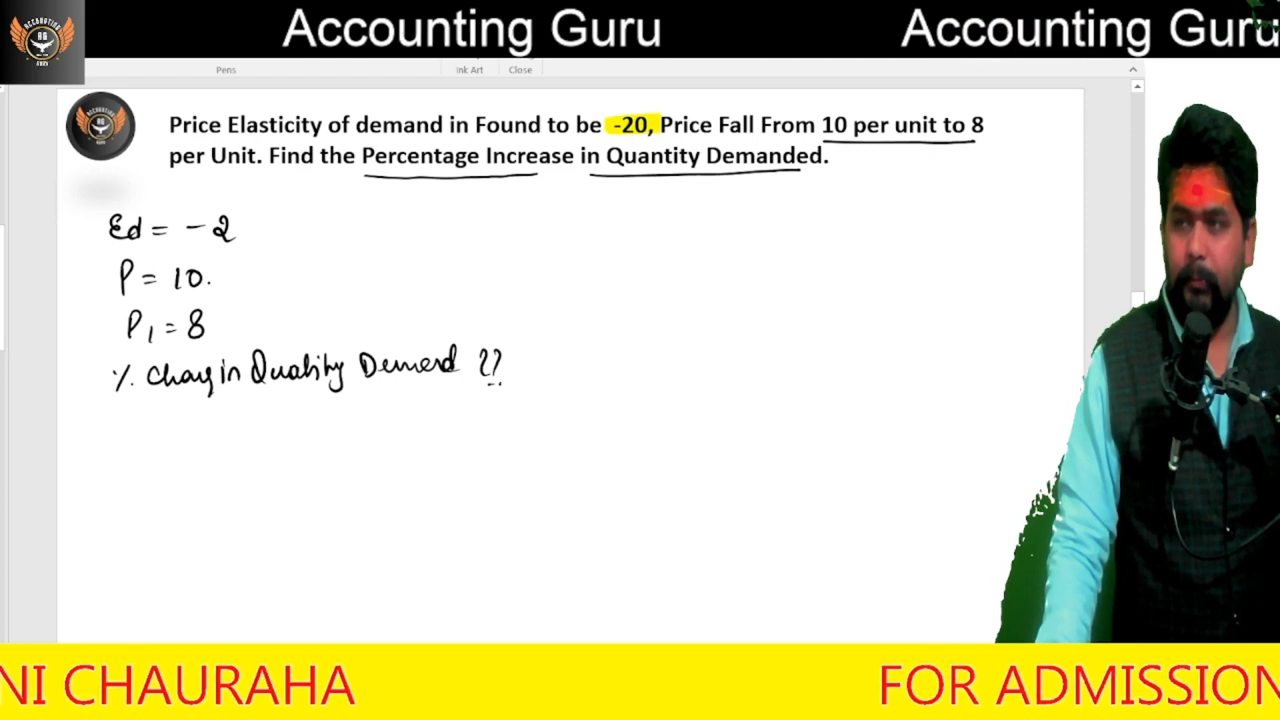 Accounting Guru
Accounting Guru
Pens
Ink Art
Close
Price Elasticity of demand in Found to be -20, Price Fall From 10 per unit to 8
per Unit. Find the Percentage Increase in Quantity Demanded.
Ed = -2
P = 10.
P1 = 8
% Chang in Quality Demend ??
NI CHAURAHA
FOR ADMISSION